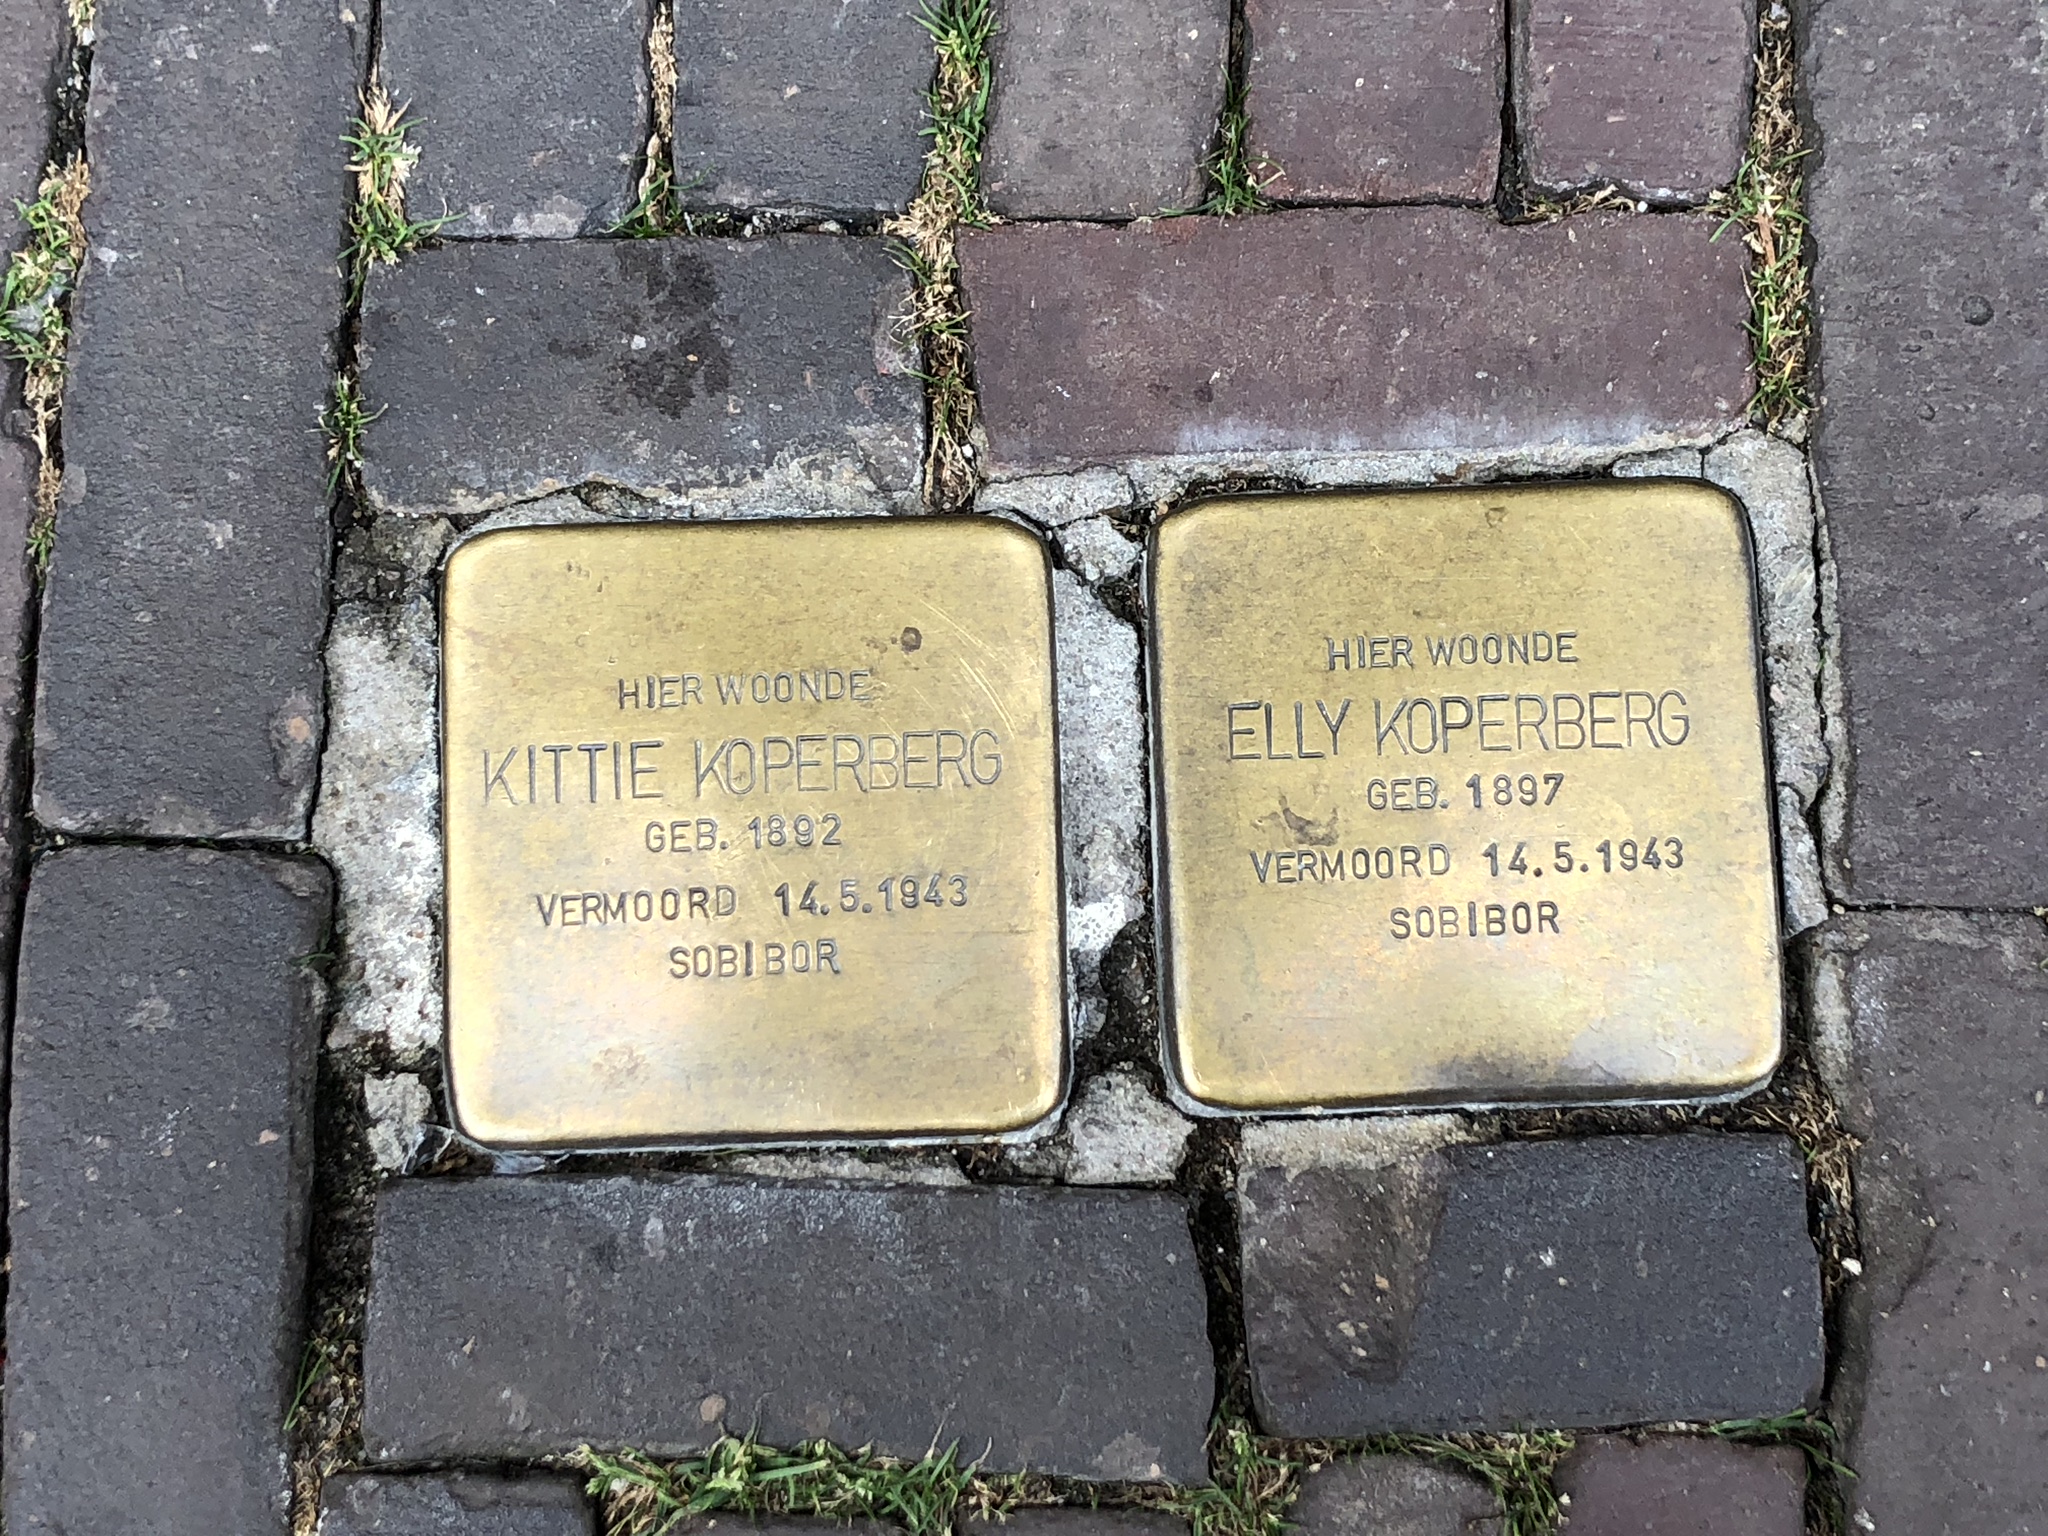 HIER WOONDE
KITTIE KOPERBERG
GEB. 1892
VERMOORD 14.5.1943
SOBIBOR
HIER WOONDE
ELLY KOPERBERG
GEB. 1897
VERMOORD 14.5.1943
SOBIBOR